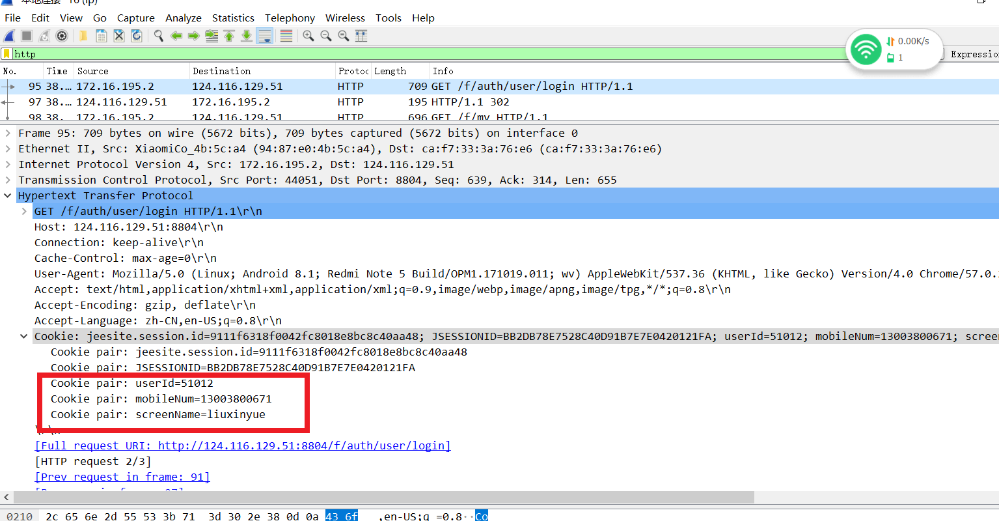 本地连接* 16 (ip)
File Edit View Go Capture Analyze Statistics Telephony Wireless Tools Help
http
0.00K/s
1
Expression
No. Time Source Destination Protoc Length Info
95 38.… 172.16.195.2 124.116.129.51 HTTP 709 GET /f/auth/user/login HTTP/1.1
97 38.… 124.116.129.51 172.16.195.2 HTTP 195 HTTP/1.1 302
98 38. 172.16.195.2 124.116.129.51 HTTP 696 GET /f/my HTTP/1.1
Frame 95: 709 bytes on wire (5672 bits), 709 bytes captured (5672 bits) on interface 0
Ethernet II, Src: XiaomiCo_4b:5c:a4 (94:87:e0:4b:5c:a4), Dst: ca:f7:33:3a:76:e6 (ca:f7:33:3a:76:e6)
Internet Protocol Version 4, Src: 172.16.195.2, Dst: 124.116.129.51
Transmission Control Protocol, Src Port: 44051, Dst Port: 8804, Seq: 639, Ack: 314, Len: 655
Hypertext Transfer Protocol
GET /f/auth/user/login HTTP/1.1\r\n
Host: 124.116.129.51:8804\r\n
Connection: keep-alive\r\n
Cache-Control: max-age=0\r\n
User-Agent: Mozilla/5.0 (Linux; Android 8.1; Redmi Note 5 Build/OPM1.171019.011; wv) AppleWebKit/537.36 (KHTML, like Gecko) Version/4.0 Chrome/57.0.
Accept: text/html,application/xhtml+xml,application/xml;q=0.9,image/webp,image/apng,image/tpg,*/*;q=0.8\r\n
Accept-Encoding: gzip, deflate\r\n
Accept-Language: zh-CN,en-US;q=0.8\r\n
Cookie: jeesite.session.id=9111f6318f0042fc8018e8bc8c40aa48; JSESSIONID=BB2DB78E7528C40D91B7E7E0420121FA; userId=51012; mobileNum=13003800671; scree
Cookie pair: jeesite.session.id=9111f6318f0042fc8018e8bc8c40aa48
Cookie pair: JSESSIONID=BB2DB78E7528C40D91B7E7E0420121FA
Cookie pair: userId=51012
Cookie pair: mobileNum=13003800671
Cookie pair: screenName=liuxinyue
\r\n
[Full request URI: http://124.116.129.51:8804/f/auth/user/login]
[HTTP request 2/3]
[Prev request in frame: 91]
0210 2c 65 6e 2d 55 53 3b 71 3d 30 2e 38 0d 0a 43 6f ,en-US;q =0.8··Co